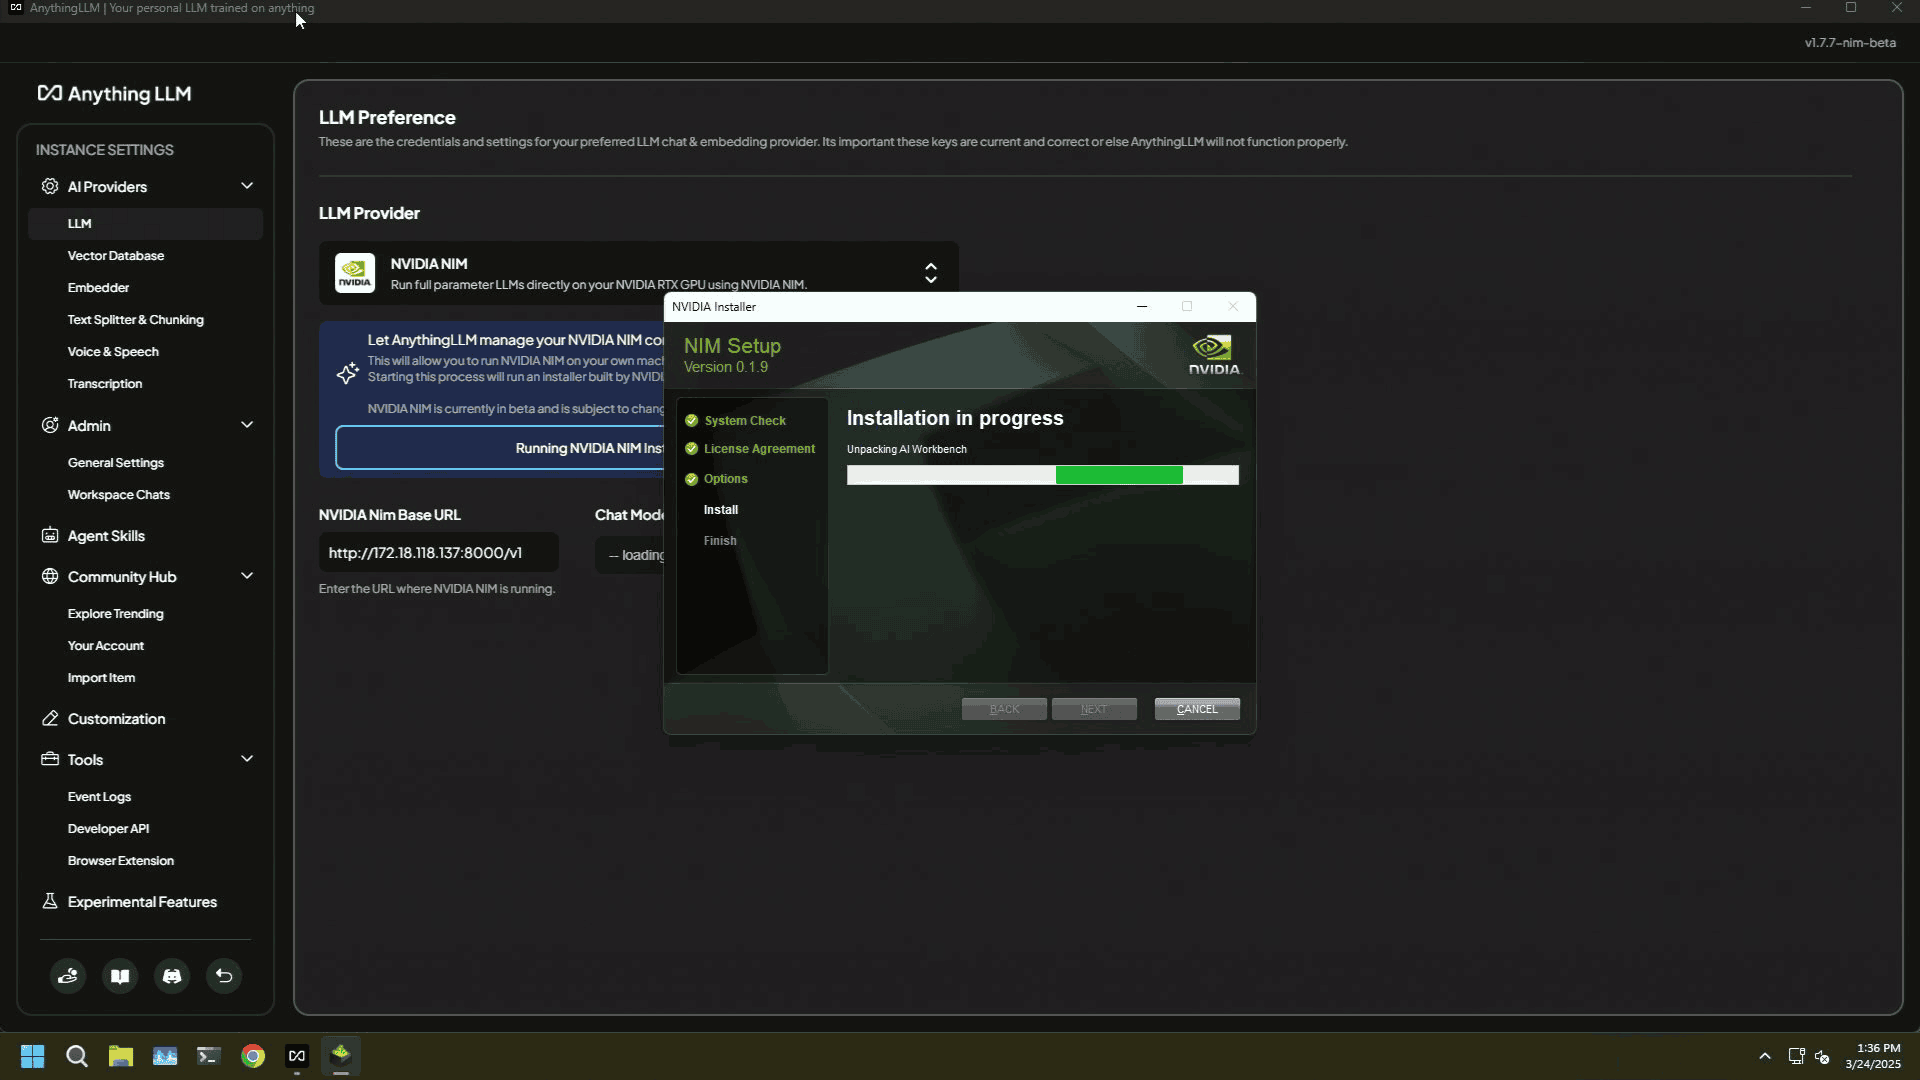 AnythingLLM | Your personal LLM trained on anything
v1.7.7-nim-beta
Anything LLM
INSTANCE SETTINGS
AI Providers
LLM
Vector Database
Embedder
Text Splitter & Chunking
Voice & Speech
Transcription
Admin
General Settings
Workspace Chats
Agent Skills
Community Hub
Explore Trending
Your Account
Import Item
Customization
Tools
Event Logs
Developer API
Browser Extension
Experimental Features
LLM Preference
These are the credentials and settings for your preferred LLM chat & embedding provider. Its important these keys are current and correct or else AnythingLLM will not function properly.
LLM Provider
NVIDIA
NVIDIA NIM
Run full parameter LLMs directly on your NVIDIA RTX GPU using NVIDIA NIM.
Let AnythingLLM manage your NVIDIA NIM co
This will allow you to run NVIDIA NIM on your own mac
Starting this process will run an installer built by NVIDI
NVIDIA NIM is currently in beta and is subject to chang
Running NVIDIA NIM Inst
NVIDIA Nim Base URL
http://172.18.118.137:8000/v1
Enter the URL where NVIDIA NIM is running.
Chat Mode
-- loading
NVIDIA Installer
NIM Setup
Version 0.1.9
NVIDIA.
System Check
License Agreement
Options
Install
Finish
Installation in progress
Unpacking AI Workbench
BACK
NEXT
CANCEL
1:36 PM
3/24/2025